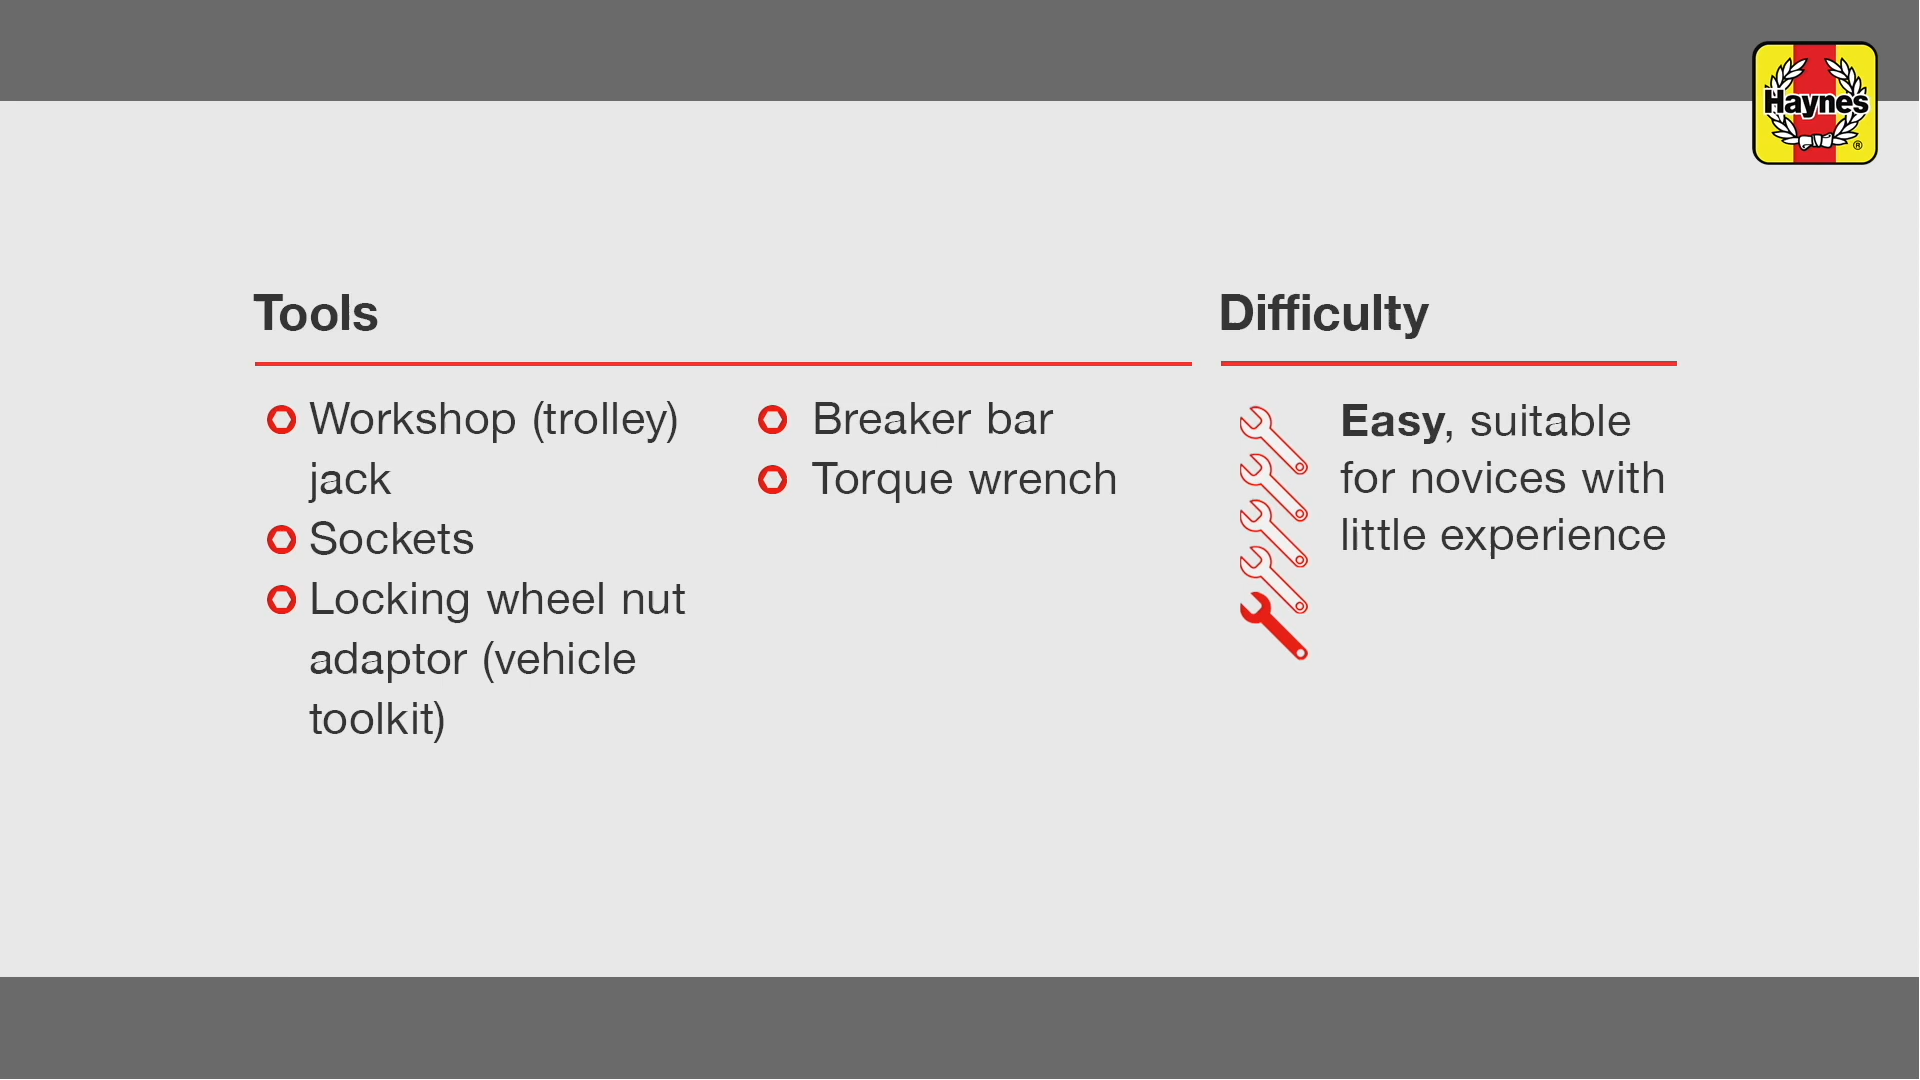 Haynes
®
Tools
Workshop (trolley)
jack
Sockets
Locking wheel nut
adaptor (vehicle
toolkit)
Breaker bar
Torque wrench
Difficulty
Easy, suitable
for novices with
little experience